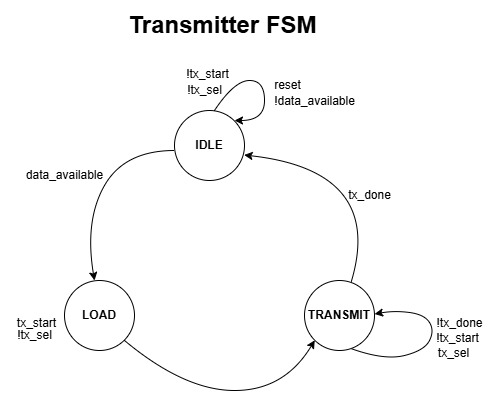 Transmitter FSM
!tx_start
!tx_sel
reset
!data_available
IDLE
data_available
tx_done
LOAD
tx_start
!tx_sel
TRANSMIT
!tx_done
!tx_start
tx_sel